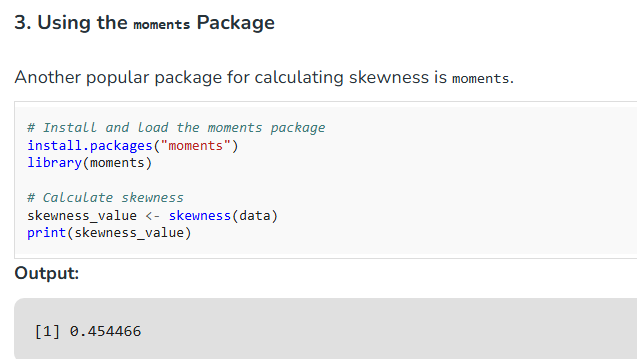 3. Using the moments Package
Another popular package for calculating skewness is moments.
# Install and load the moments package
install.packages("moments")
library(moments)
# Calculate skewness
skewness_value <- skewness(data)
print(skewness_value)
Output:
[1] 0.454466